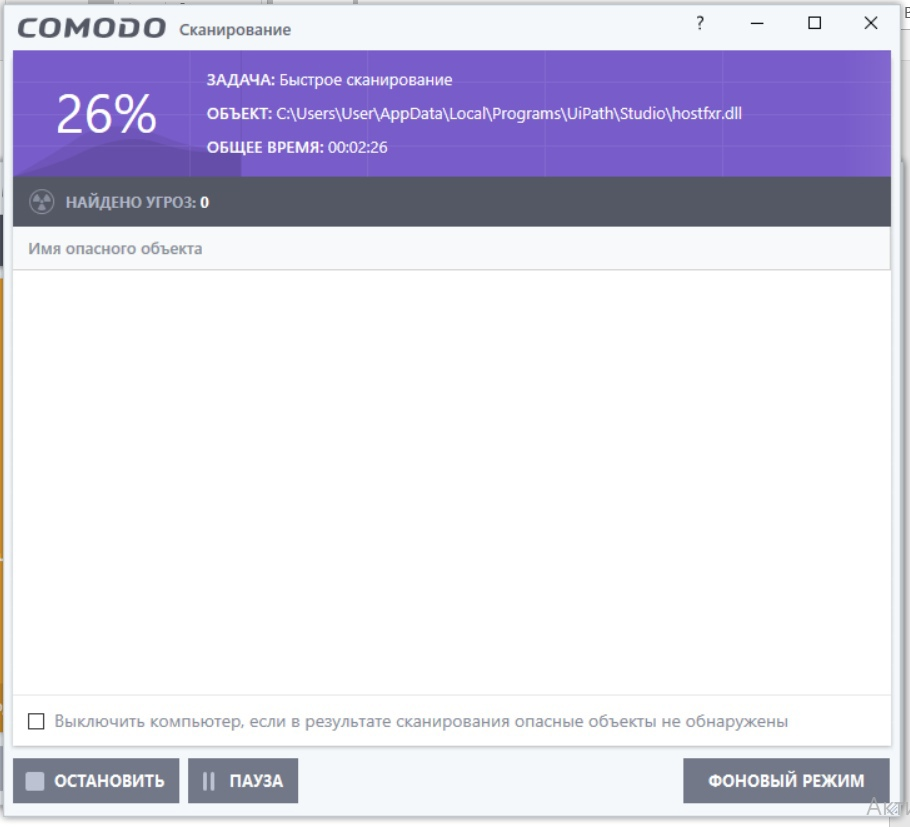 COMODO Сканирование
?
26%
ЗАДАЧА: Быстрое сканирование
ОБЪЕКТ: C:\Users\User\AppData\Local\Programs\UiPath\Studio\hostfxr.dll
ОБЩЕЕ ВРЕМЯ: 00:02:26
НАЙДЕНО УГРОЗ: 0
Имя опасного объекта
Выключить компьютер, если в результате сканирования опасные объекты не обнаружены
ОСТАНОВИТЬ
ПАУЗА
ФОНОВЫЙ РЕЖИМ